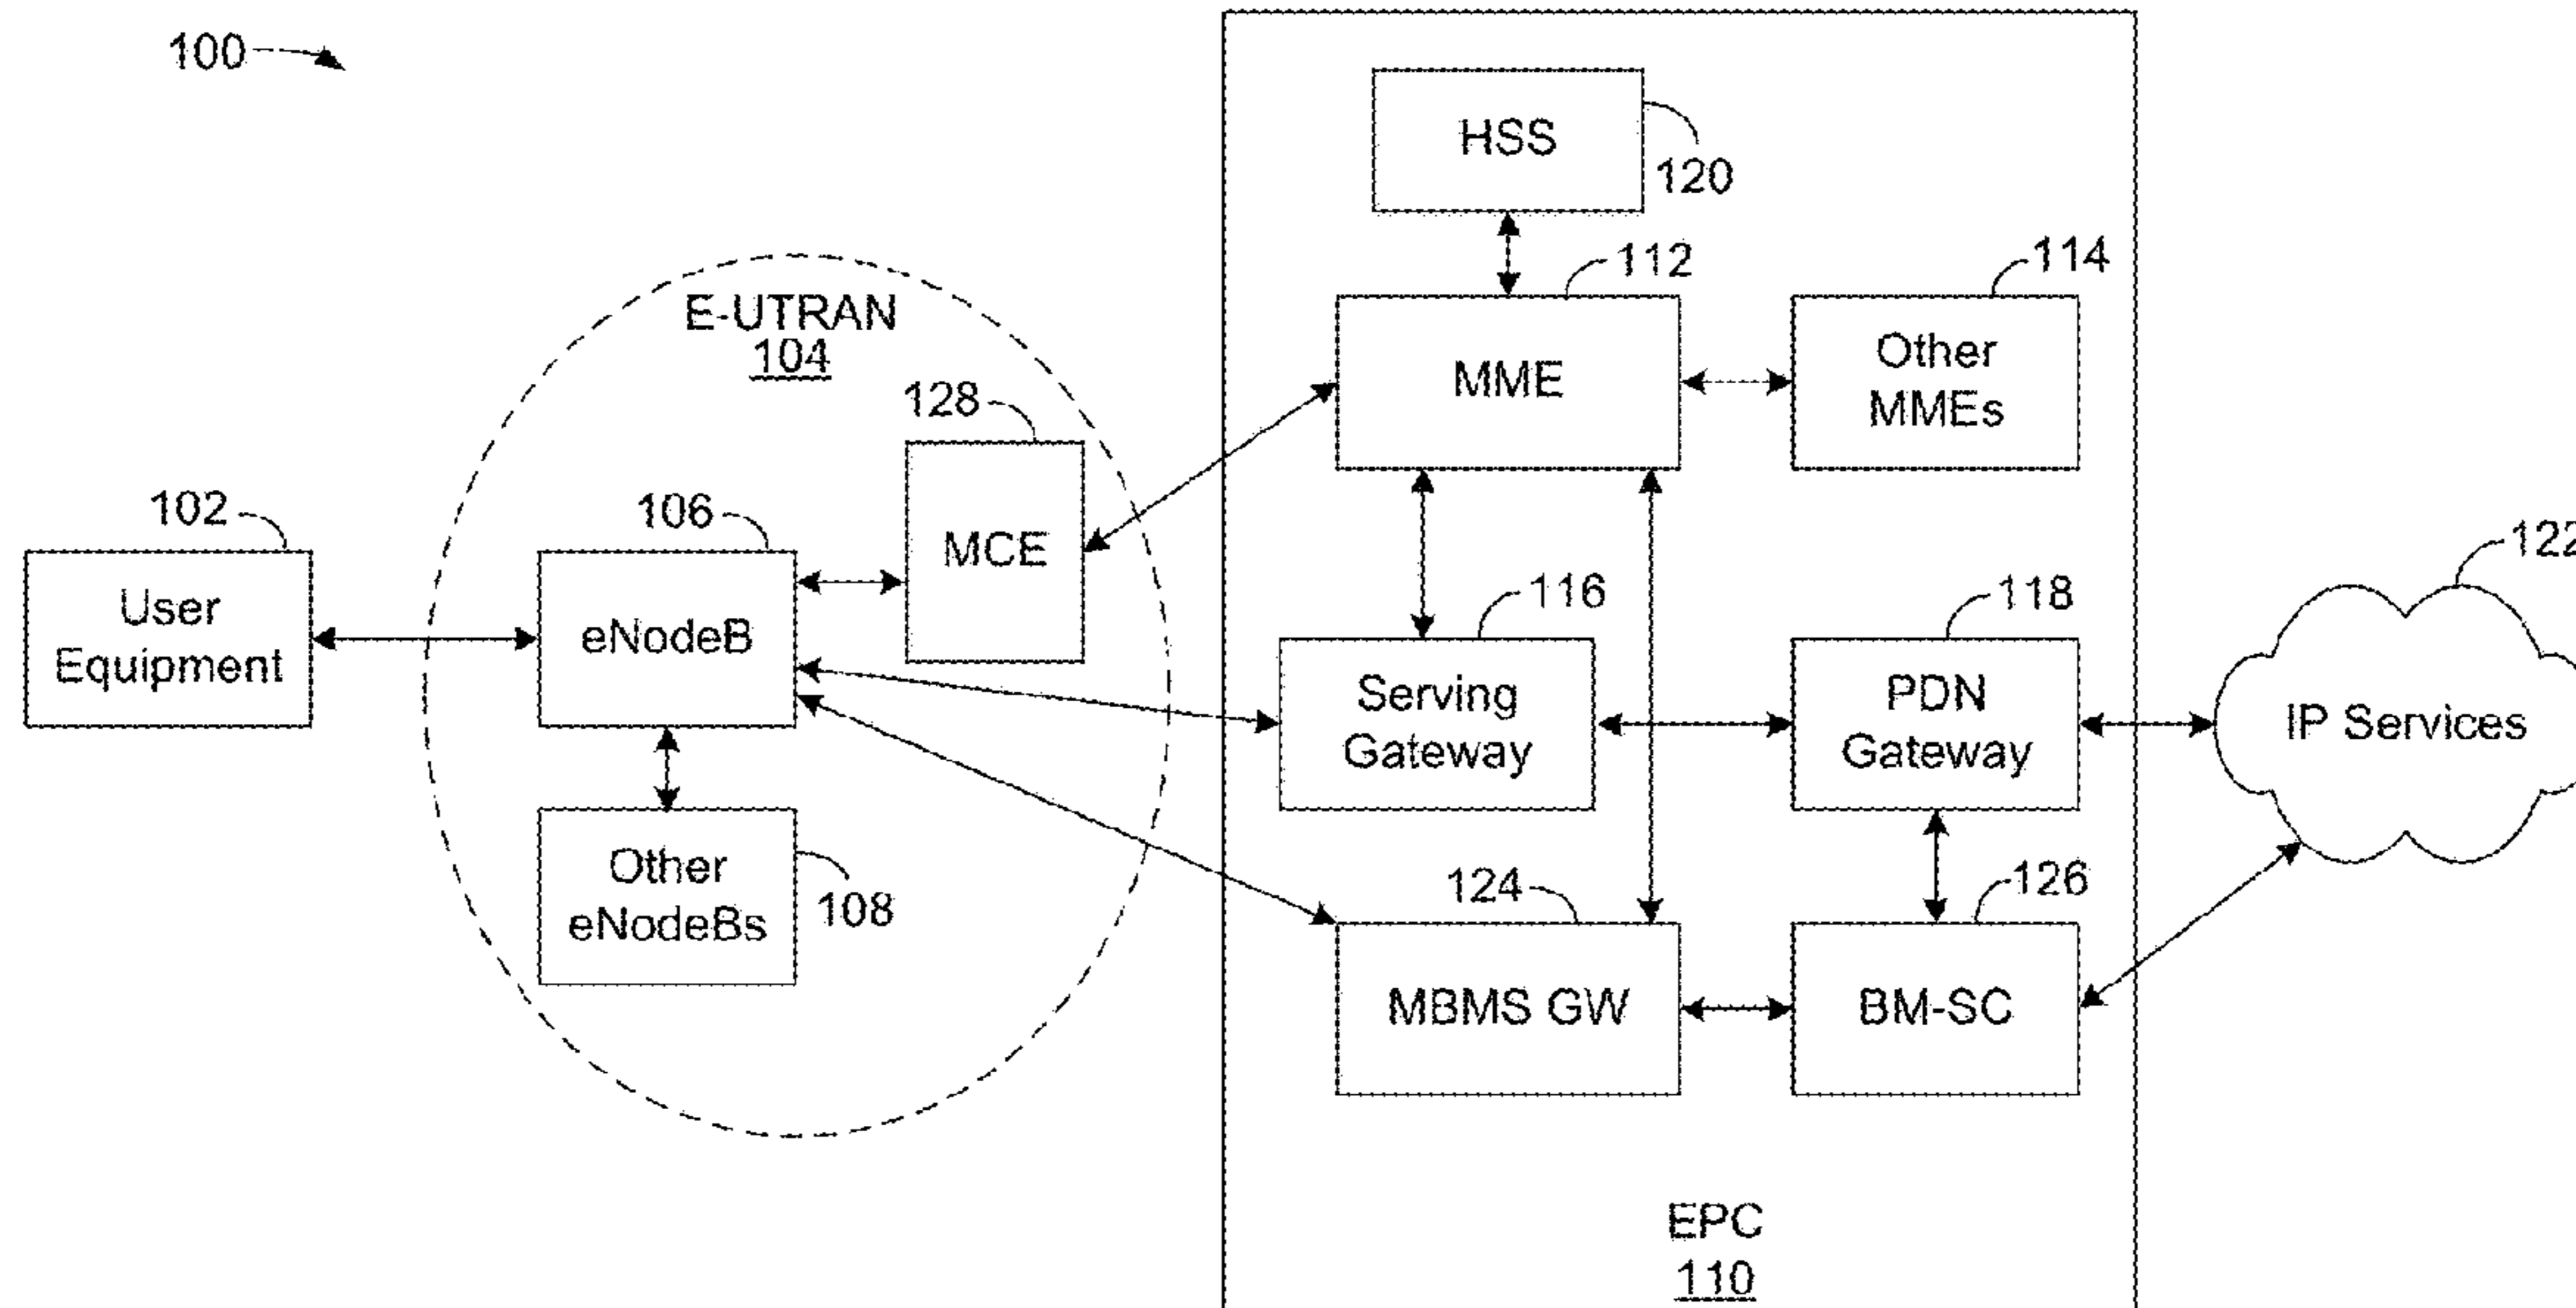 100
HSS
120
112
114
E-UTRAN
104
MME
Other
MMEs
128
102
106
MCE
122
User
Equipment
eNodeB
116
118
Serving
Gateway
PDN
Gateway
IP Services
Other
eNodeBs
108
124
126
MBMS GW
BM-SC
EPC
110